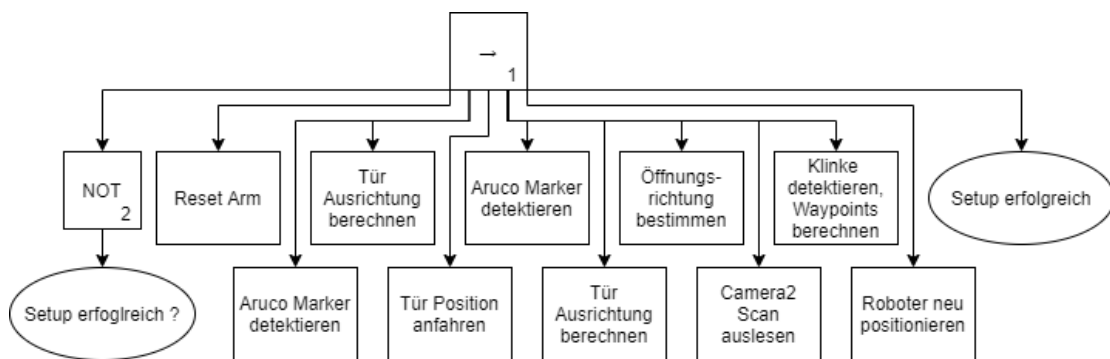 →
1
NOT
2
Reset Arm
Tür
Ausrichtung
berechnen
Aruco Marker
detektieren
Öffnungs-
richtung
bestimmen
Klinke
detektieren,
Waypoints
berechnen
Setup erfolgreich
Setup erfoglreich ?
Aruco Marker
detektieren
Tür Position
anfahren
Tür
Ausrichtung
berechnen
Camera2
Scan
auslesen
Roboter neu
positionieren